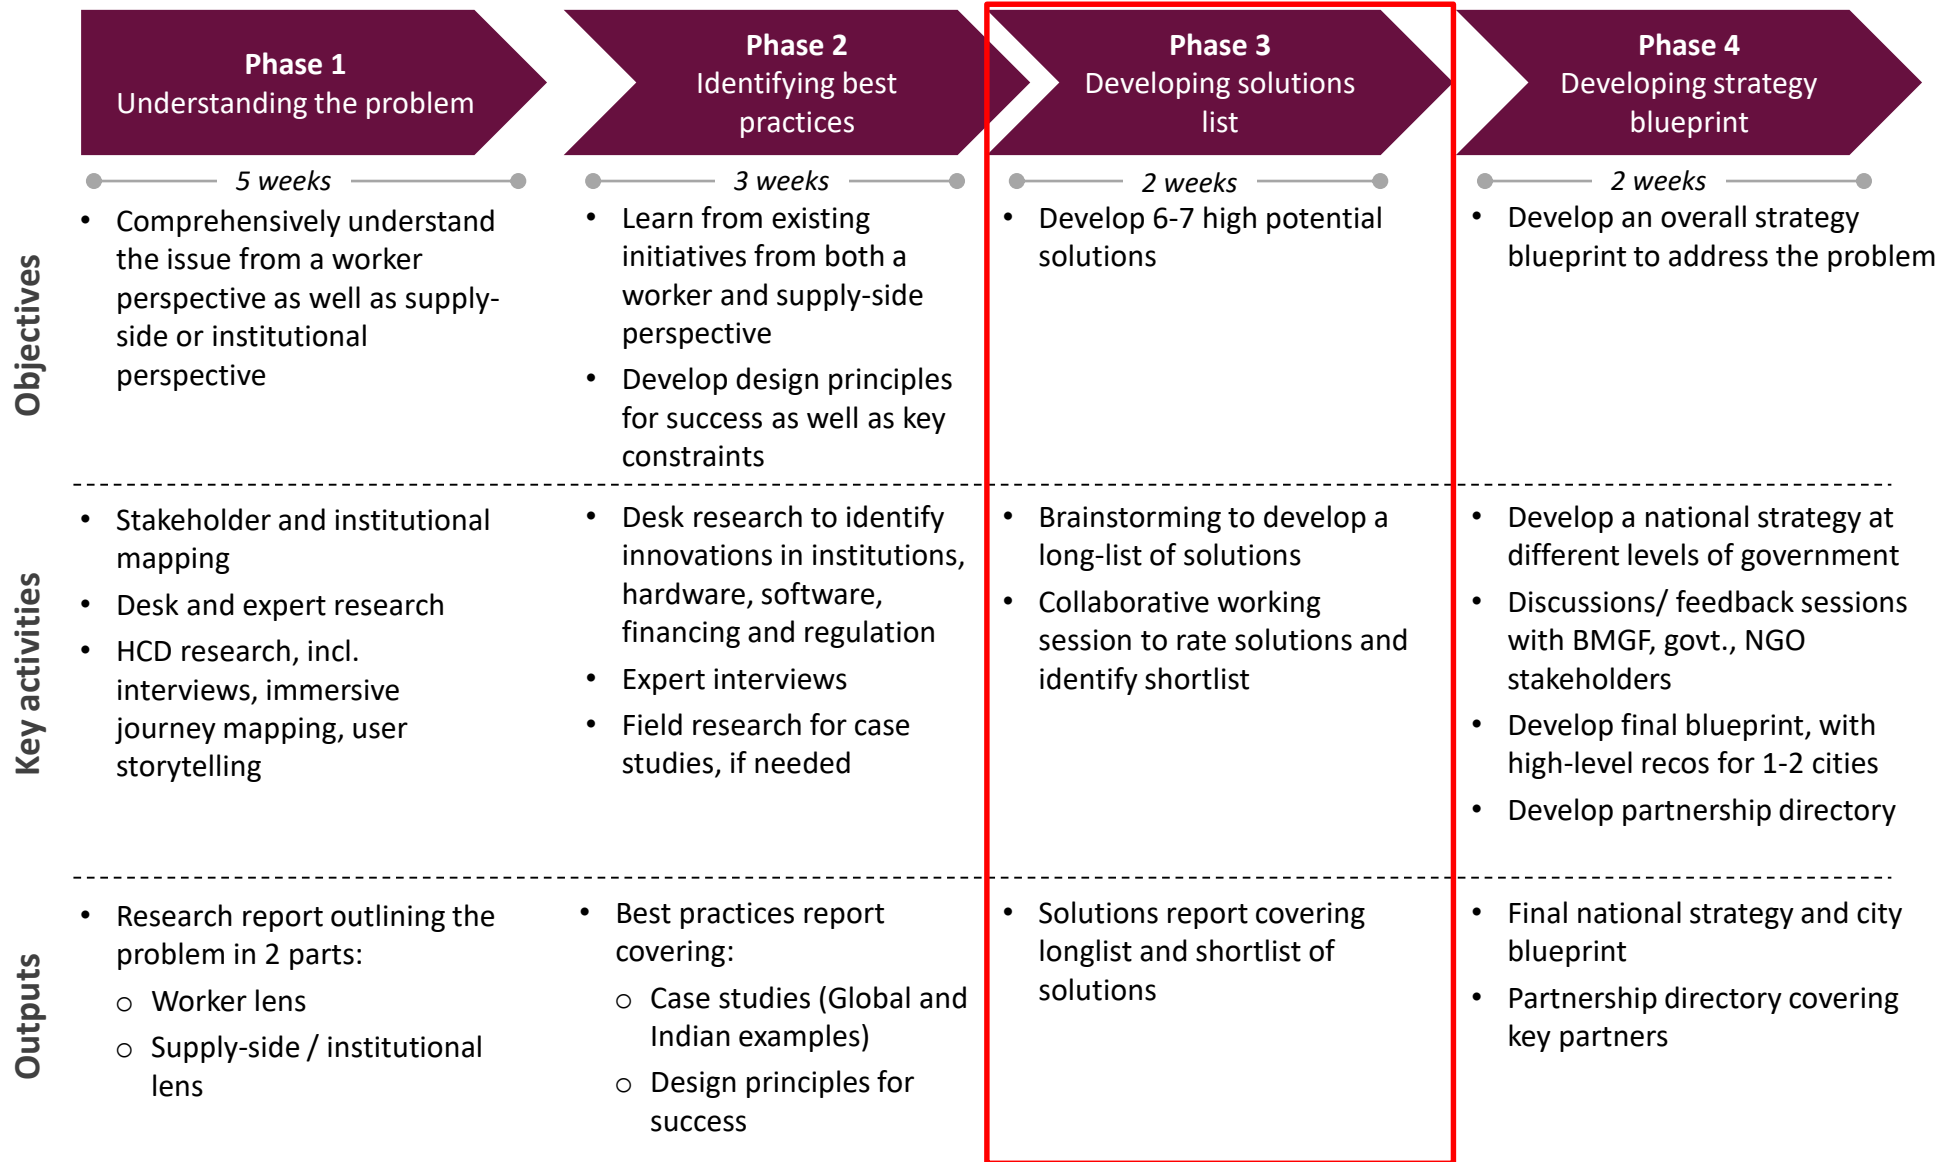 Phase 1
Understanding the problem
Phase 2
Identifying best
practices
Phase 3
Developing solutions
list
Phase 4
Developing strategy
blueprint
5 weeks
3 weeks
2 weeks
2 weeks
Objectives
• Comprehensively understand
the issue from a worker
perspective as well as supply-
side or institutional
perspective
• Learn from existing
initiatives from both a
worker and supply-side
perspective
• Develop design principles
for success as well as key
constraints
• Develop 6-7 high potential
solutions
• Develop an overall strategy
blueprint to address the problem
Key activities
• Stakeholder and institutional
mapping
• Desk and expert research
• HCD research, incl.
interviews, immersive
journey mapping, user
storytelling
• Desk research to identify
innovations in institutions,
hardware, software,
financing and regulation
• Expert interviews
• Field research for case
studies, if needed
• Brainstorming to develop a
long-list of solutions
• Collaborative working
session to rate solutions and
identify shortlist
• Develop a national strategy at
different levels of government
• Discussions/ feedback sessions
with BMGF, govt., NGO
stakeholders
• Develop final blueprint, with
high-level recos for 1-2 cities
• Develop partnership directory
Outputs
• Research report outlining the
problem in 2 parts:
o Worker lens
o Supply-side / institutional
lens
• Best practices report
covering:
o Case studies (Global and
Indian examples)
o Design principles for
success
• Solutions report covering
longlist and shortlist of
solutions
• Final national strategy and city
blueprint
• Partnership directory covering
key partners